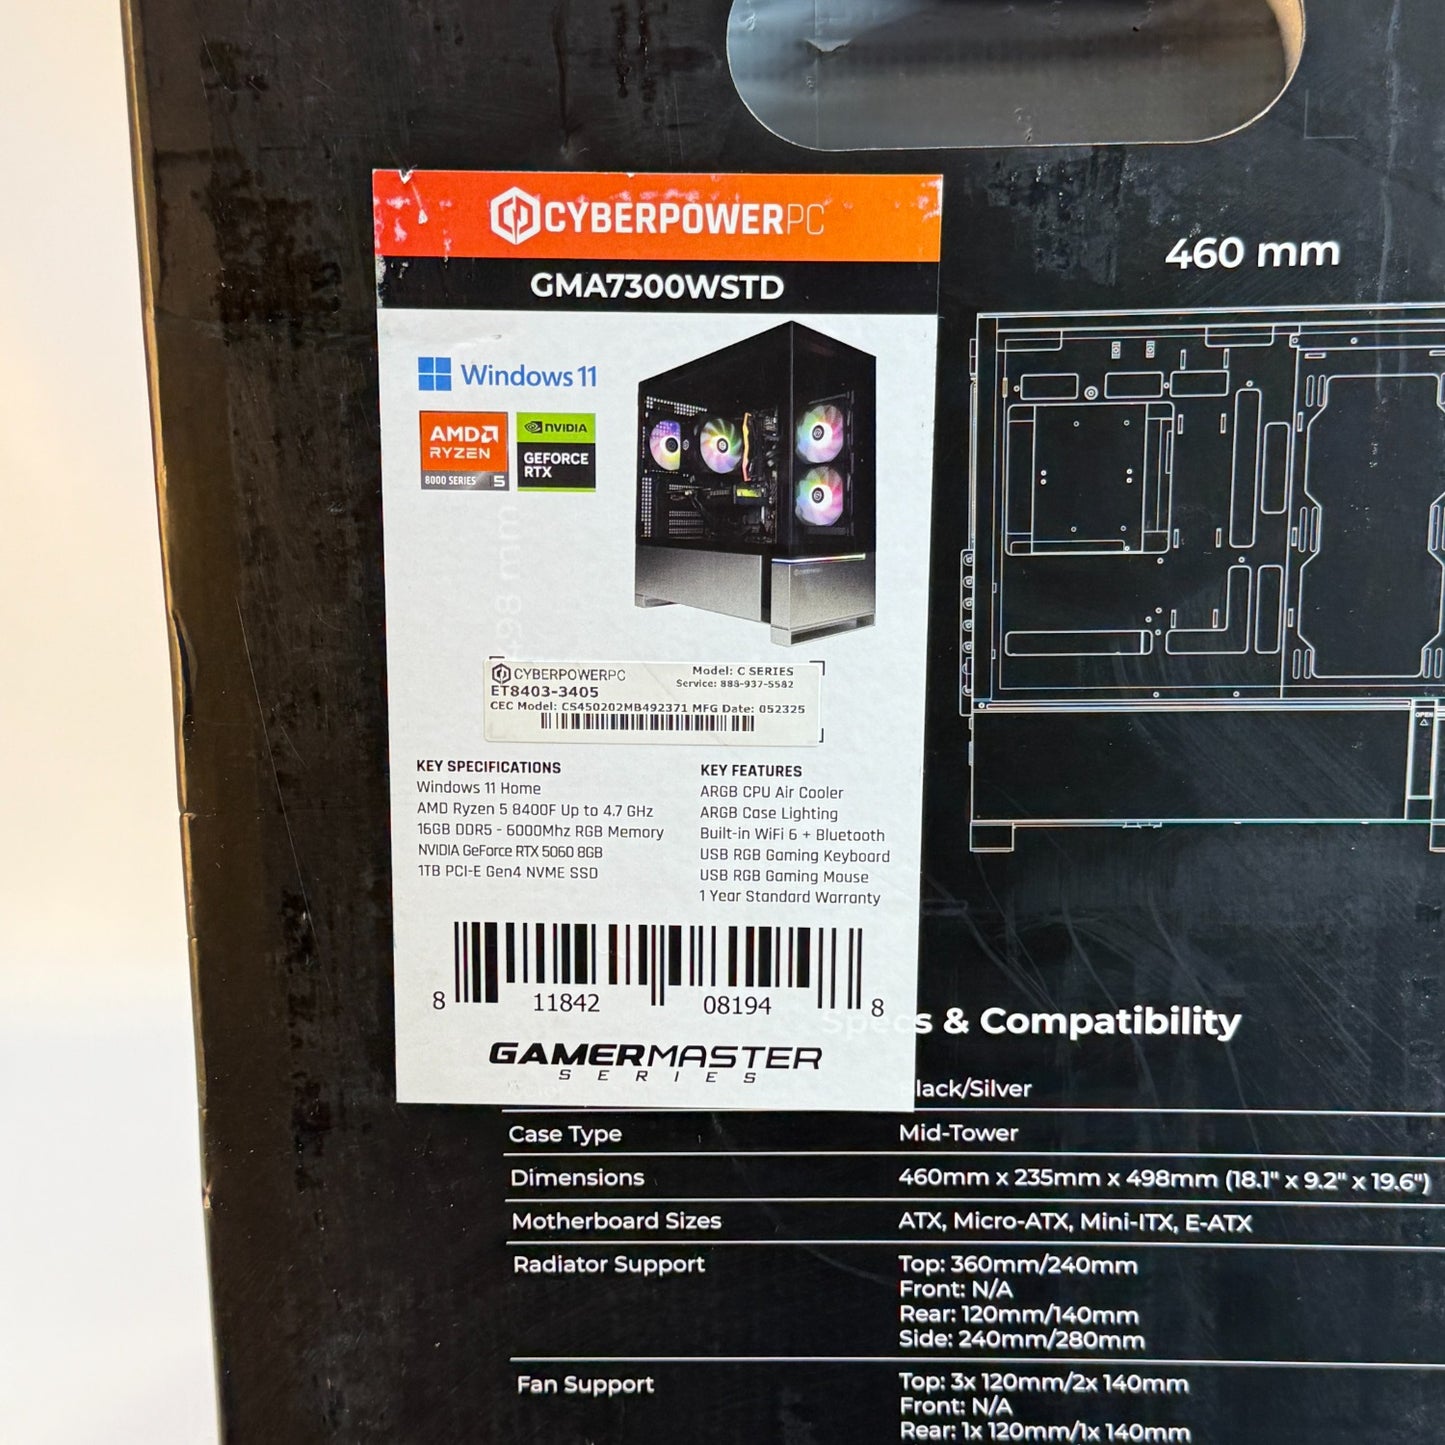 CYBERPOWERPC
GMA7300WSTD
460 mm
Windows 11
AMD
RYZEN
8000 SERIES 5
NVIDIA
GEFORCE
RTX
CYBERPOWERPC
Model: C SERIES
Service: 888-937-5582
ET8403-3405
CEC Model: CS450202MB492371 MFG Date: 052325
KEY SPECIFICATIONS
Windows 11 Home
AMD Ryzen 5 8400F Up to 4.7 GHz
16GB DDR5 - 6000Mhz RGB Memory
NVIDIA GeForce RTX 5060 8GB
1TB PCI-E Gen4 NVME SSD
KEY FEATURES
ARGB CPU Air Cooler
ARGB Case Lighting
Built-in WiFi 6 + Bluetooth
USB RGB Gaming Keyboard
USB RGB Gaming Mouse
1 Year Standard Warranty
8 11842 08194 8
GAMERMASTER
SERIES
OPEN
Specs & Compatibility
lack/Silver
Case Type Mid-Tower
Dimensions 460mm x 235mm x 498mm (18.1" x 9.2" x 19.6")
Motherboard Sizes ATX, Micro-ATX, Mini-ITX, E-ATX
Radiator Support Top: 360mm/240mm
Front: N/A
Rear: 120mm/140mm
Side: 240mm/280mm
Fan Support Top: 3x 120mm/2x 140mm
Front: N/A
Rear: 1x 120mm/1x 140mm